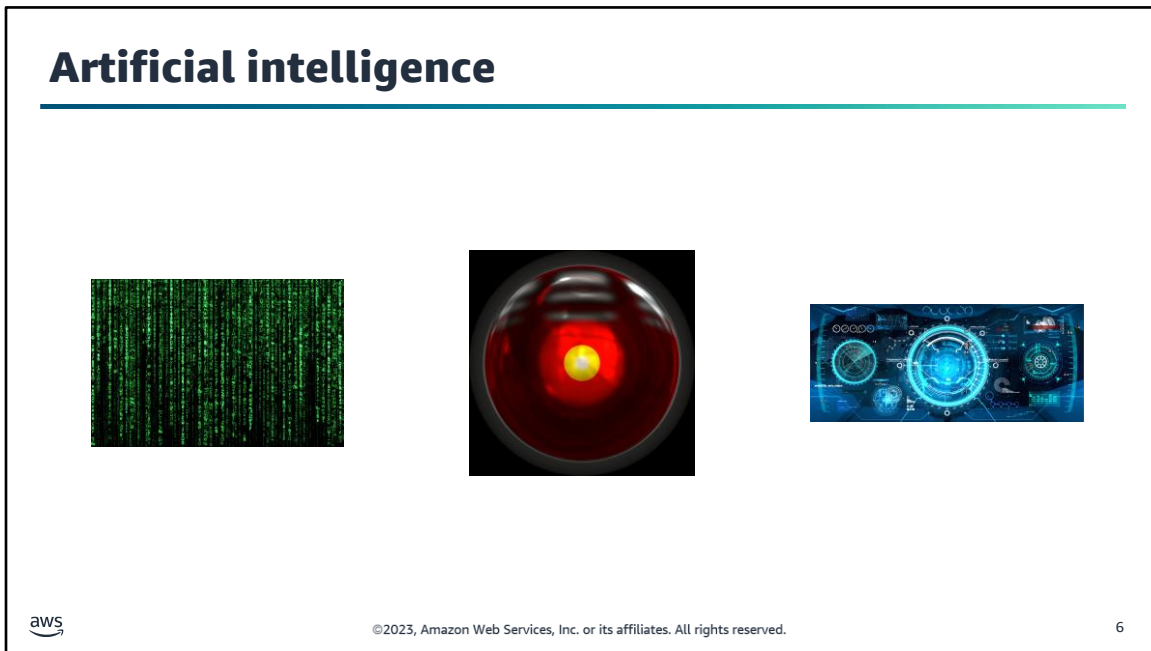 Artificial intelligence
aws
©2023, Amazon Web Services, Inc. or its affiliates. All rights reserved.
6